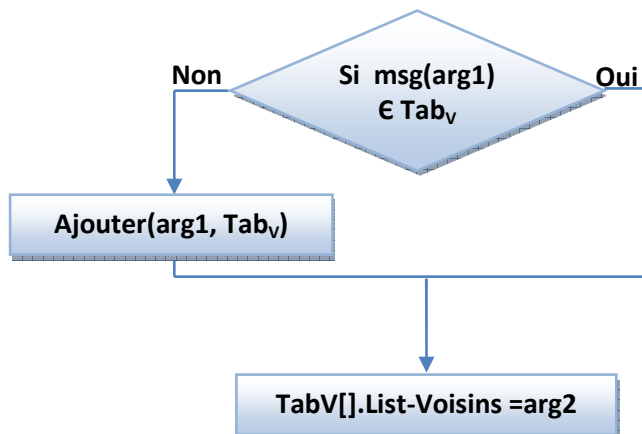 Si msg(arg1)
Є Tabv
Non
Oui
Ajouter(arg1, Tabv)
TabV[].List-Voisins =arg2